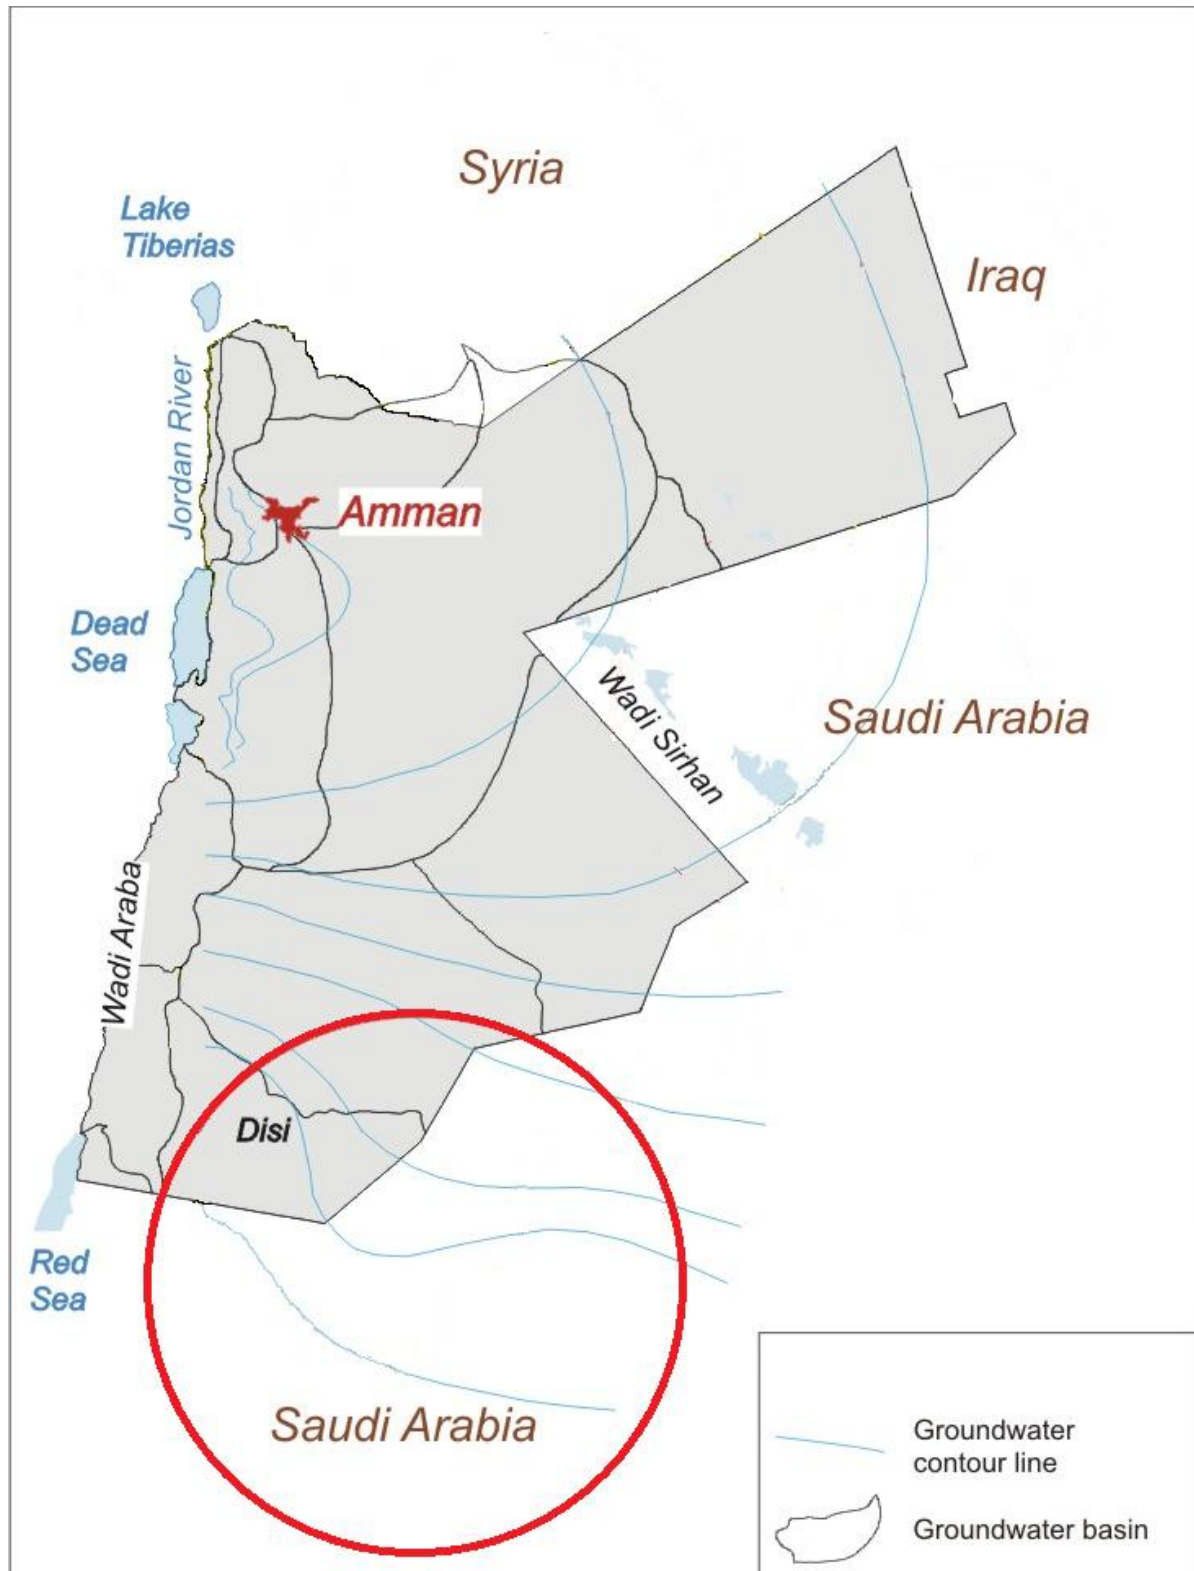 Syria
Lake
Tiberias
Iraq
Jordan River
Amman
Dead
Sea
Wadi Sirhan
Saudi Arabia
Wadi Araba
Disi
Red
Sea
Saudi Arabia
Groundwater
contour line
Groundwater basin